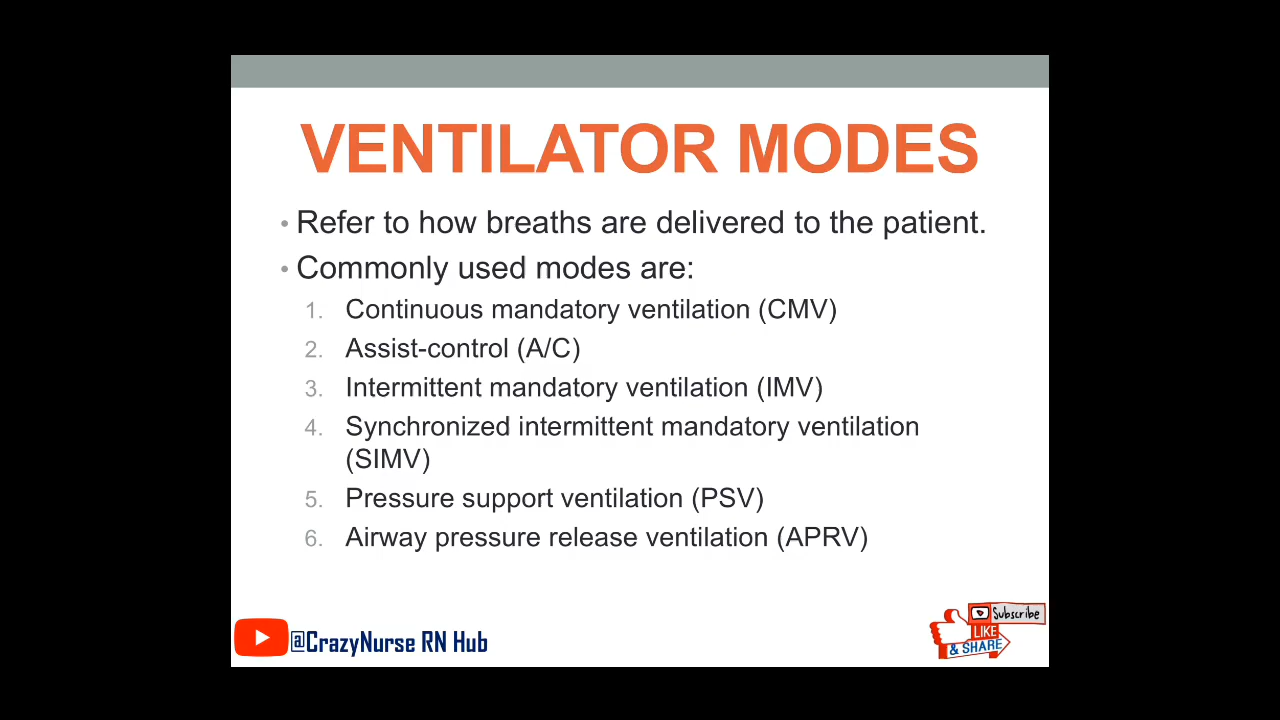 VENTILATOR MODES
• Refer to how breaths are delivered to the patient.
• Commonly used modes are:
1. Continuous mandatory ventilation (CMV)
2. Assist-control (A/C)
3. Intermittent mandatory ventilation (IMV)
4. Synchronized intermittent mandatory ventilation
(SIMV)
5. Pressure support ventilation (PSV)
6. Airway pressure release ventilation (APRV)
@CrazyNurse RN Hub
Subscribe
LIKE
& SHARE